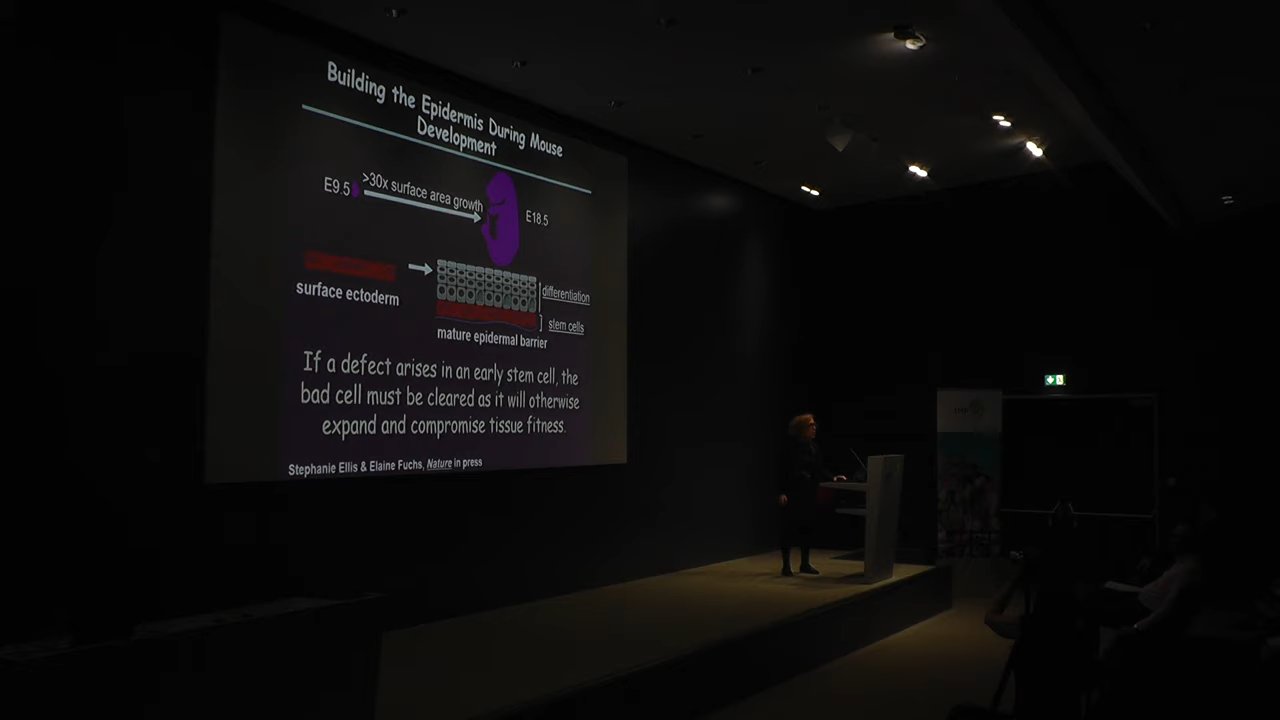 Building the Epidermis During Mouse
Development
>30x surface area growth
E9.5
E18.5
surface ectoderm
differentiation
stem cells
mature epidermal barrier
If a defect arises in an early stem cell, the
bad cell must be cleared as it will otherwise
expand and compromise tissue fitness.
Stephanie Ellis & Elaine Fuchs, Nature in press